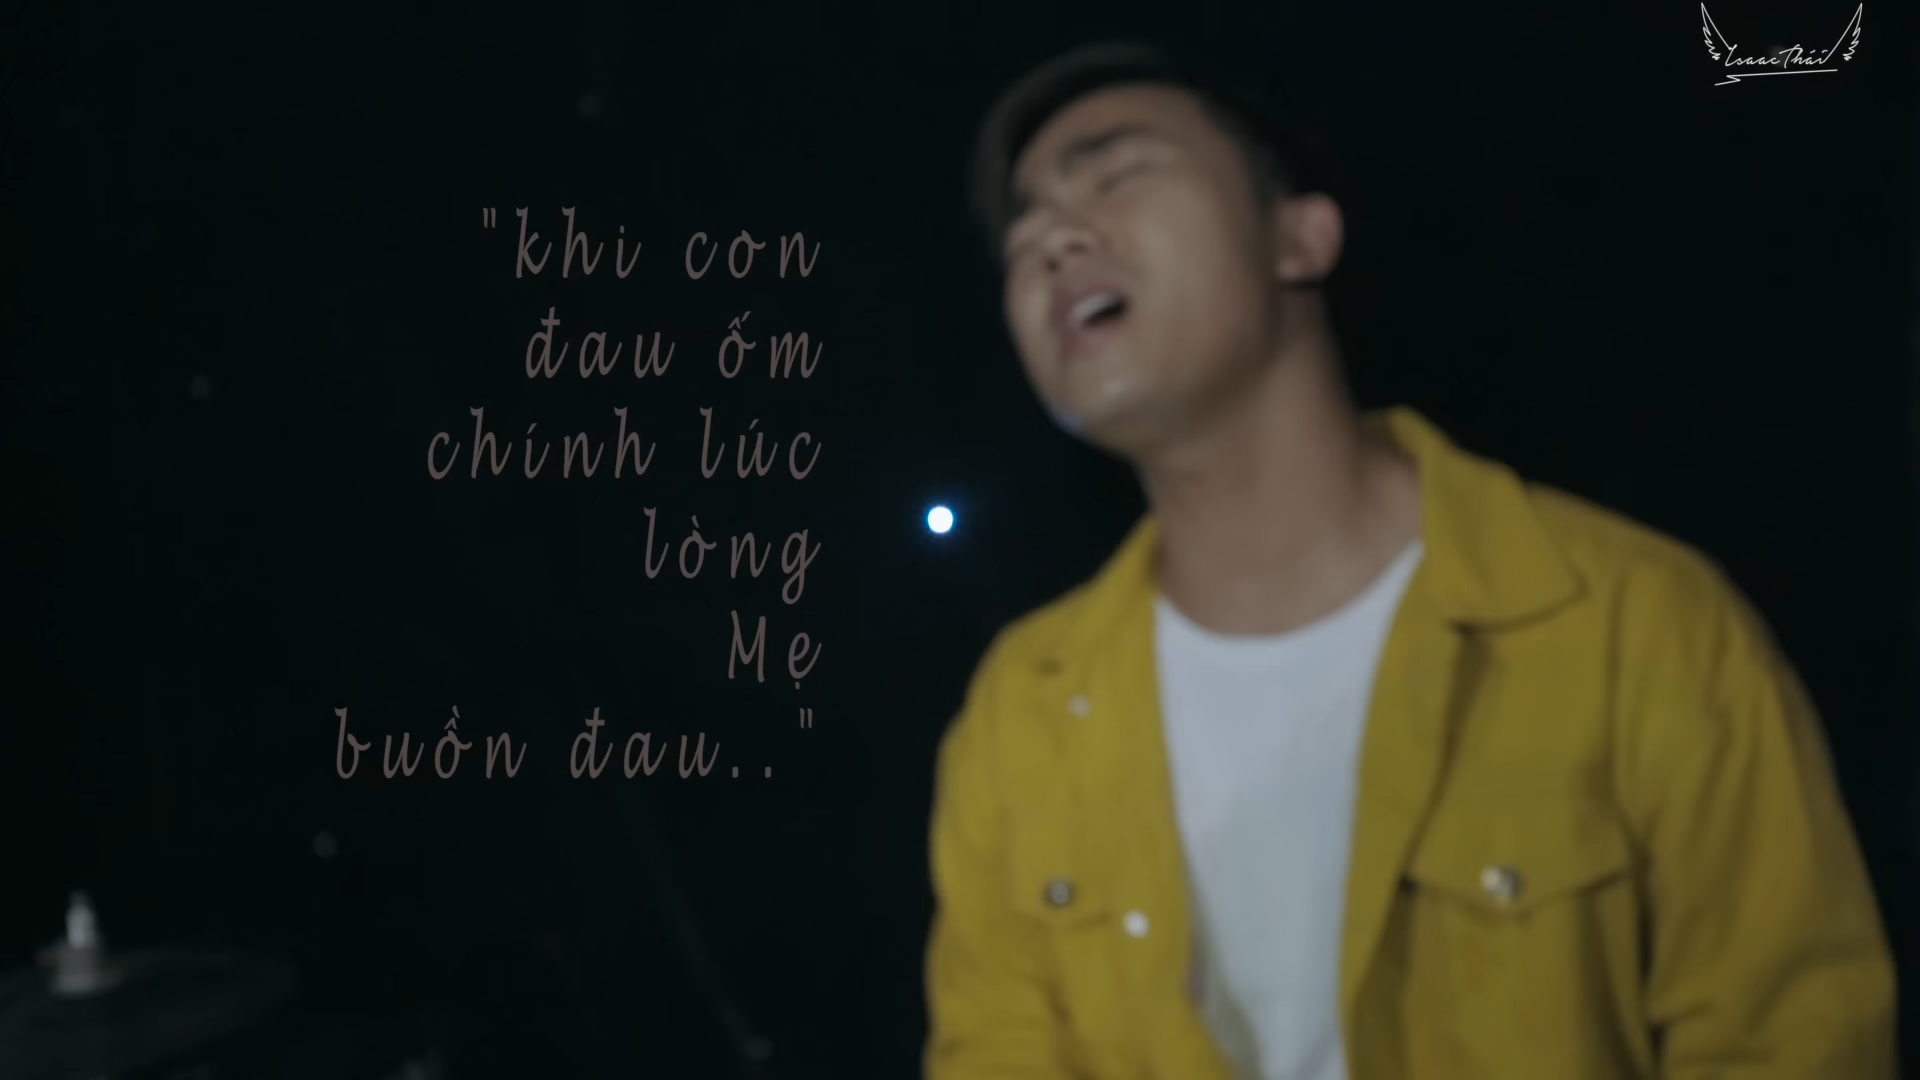 Isaac Thái
"khi con
đau ốm
chính lúc
lòng
Mẹ
buồn đau.."